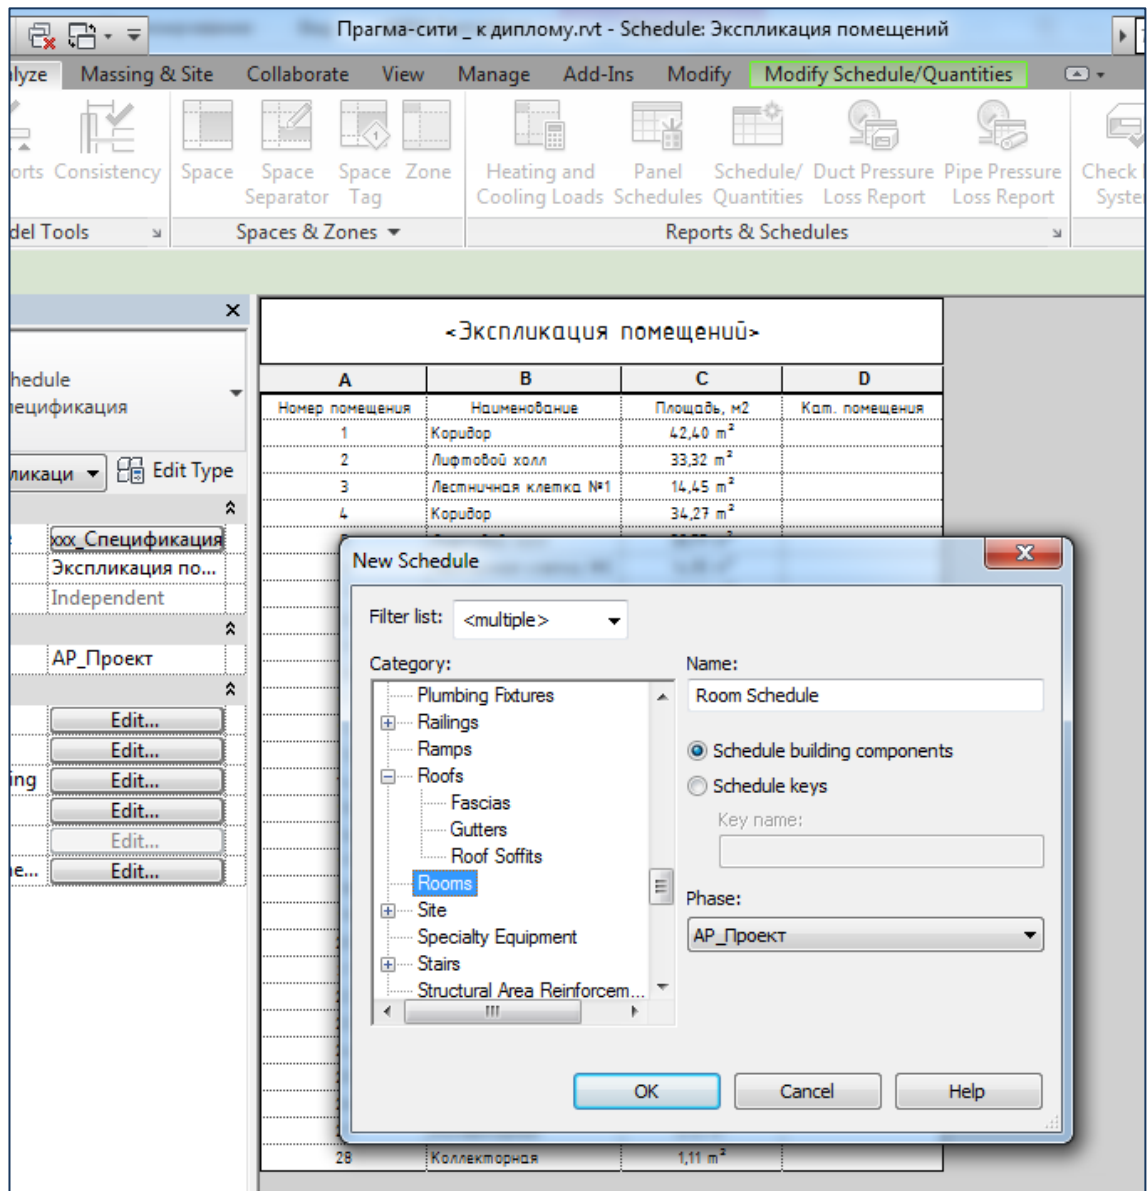 Прагма-сити _ к диплому.rvt - Schedule: Экспликация помещений
lyze Massing & Site Collaborate View Manage Add-Ins Modify Modify Schedule/Quantities
orts Consistency Space Space Separator Space Tag Zone Heating and Cooling Loads Panel Schedules Schedule/ Quantities Duct Pressure Loss Report Pipe Pressure Loss Report Check Syste
del Tools Spaces & Zones Reports & Schedules
hedule
пецификация
ликаци Edit Type
xxx_Спецификация
Экспликация по...
Independent
АР_Проект
Edit...
Edit...
ing Edit...
Edit...
Edit...
ie... Edit...
<Экспликация помещений>
A B C D
Номер помещения Наименование Площадь, м2 Кат. помещения
1 Коридор 42,40 m²
2 Лифтовой холл 33,32 m²
3 Лестничная клетка №1 14,45 m²
4 Коридор 34,27 m²
New Schedule
Filter list: <multiple>
Category:
Plumbing Fixtures
Railings
Ramps
Roofs
Fascias
Gutters
Roof Soffits
Rooms
Site
Specialty Equipment
Stairs
Structural Area Reinforcem...
Name:
Room Schedule
Schedule building components
Schedule keys
Key name:
Phase:
АР_Проект
OK Cancel Help
28 Коллекторная 1,11 m²